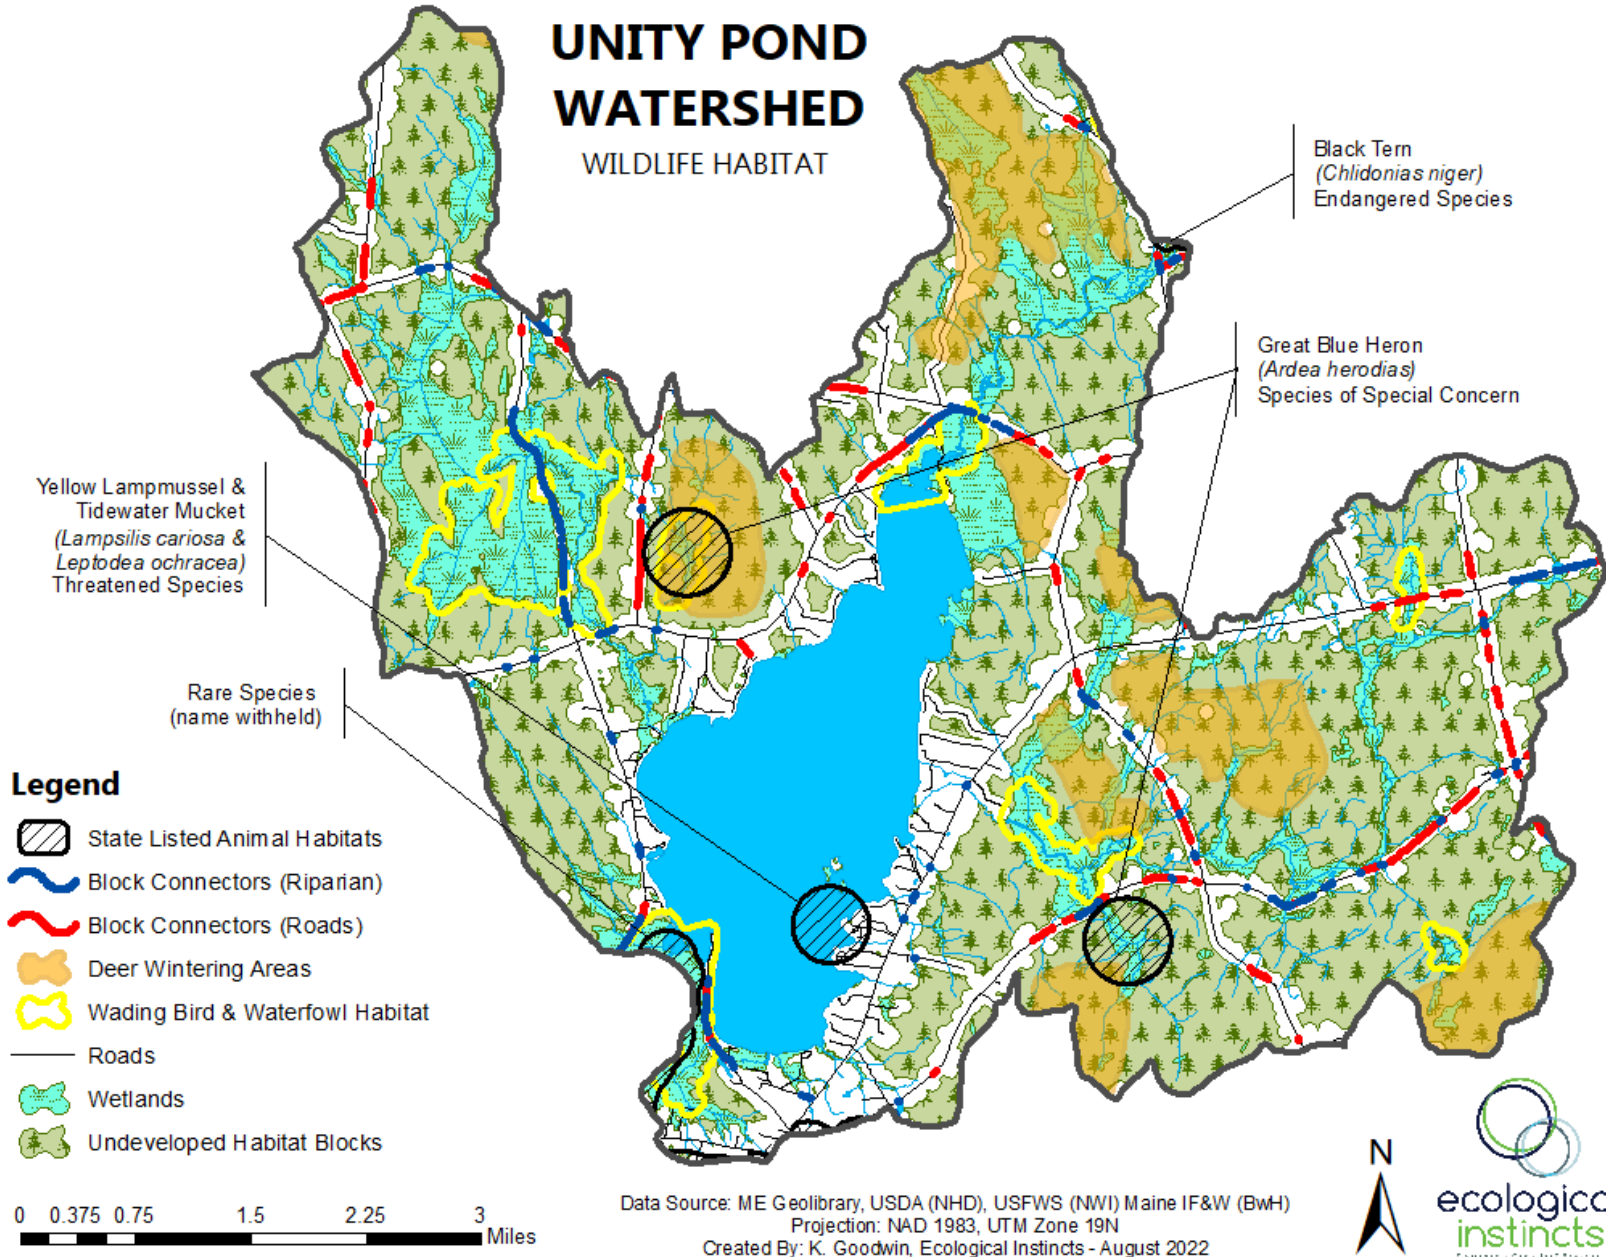 UNITY POND
WATERSHED
WILDLIFE HABITAT
Black Tern
(Chlidonias niger)
Endangered Species
Great Blue Heron
(Ardea herodias)
Species of Special Concern
Yellow Lampmussel &
Tidewater Mucket
(Lampsilis cariosa &
Leptodea ochracea)
Threatened Species
Rare Species
(name withheld)
Legend
State Listed Animal Habitats
Block Connectors (Riparian)
Block Connectors (Roads)
Deer Wintering Areas
Wading Bird & Waterfowl Habitat
Roads
Wetlands
Undeveloped Habitat Blocks
0 0.375 0.75 1.5 2.25 3
Miles
Data Source: ME Geolibrary, USDA (NHD), USFWS (NWI) Maine IF&W (BwH)
Projection: NAD 1983, UTM Zone 19N
Created By: K. Goodwin, Ecological Instincts - August 2022
N
ecologica
instincts